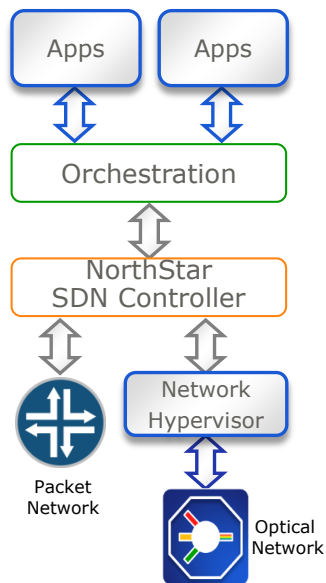 Apps
Apps
Orchestration
NorthStar
SDN Controller
Network
Hypervisor
Packet
Network
Optical
Network